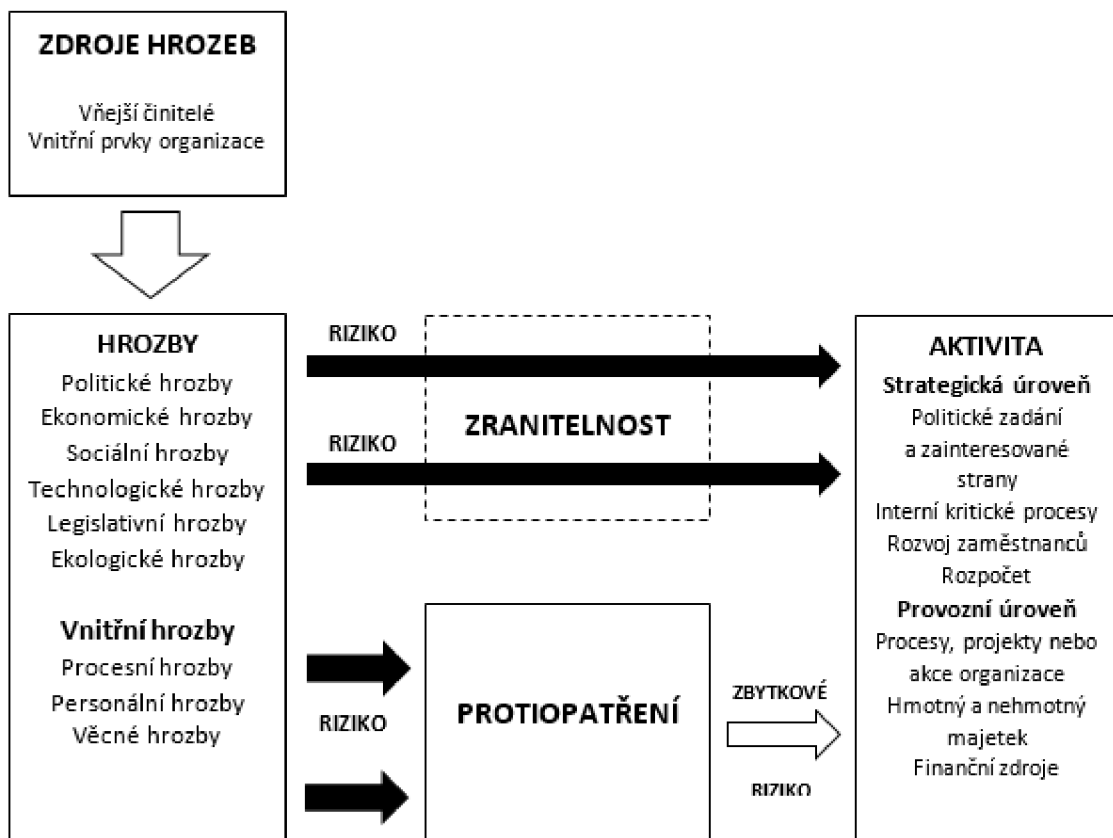 ZDROJE HROZEB
Vňejší činitelé
Vnitřní prvky organizace
HROZBY
Politické hrozby
Ekonomické hrozby
Sociální hrozby
Technologické hrozby
Legislativní hrozby
Ekologické hrozby
Vnitřní hrozby
Procesní hrozby
Personální hrozby
Věcné hrozby
RIZIKO
RIZIKO
ZRANITELNOST
RIZIKO
PROTIOPATŘENÍ
ZBYTKOVÉ
RIZIKO
AKTIVITA
Strategická úroveň
Politické zadání
a zainteresované
strany
Interní kritické procesy
Rozvoj zaměstnanců
Rozpočet
Provozní úroveň
Procesy, projekty nebo
akce organizace
Hmotný a nehmotný
majetek
Finanční zdroje